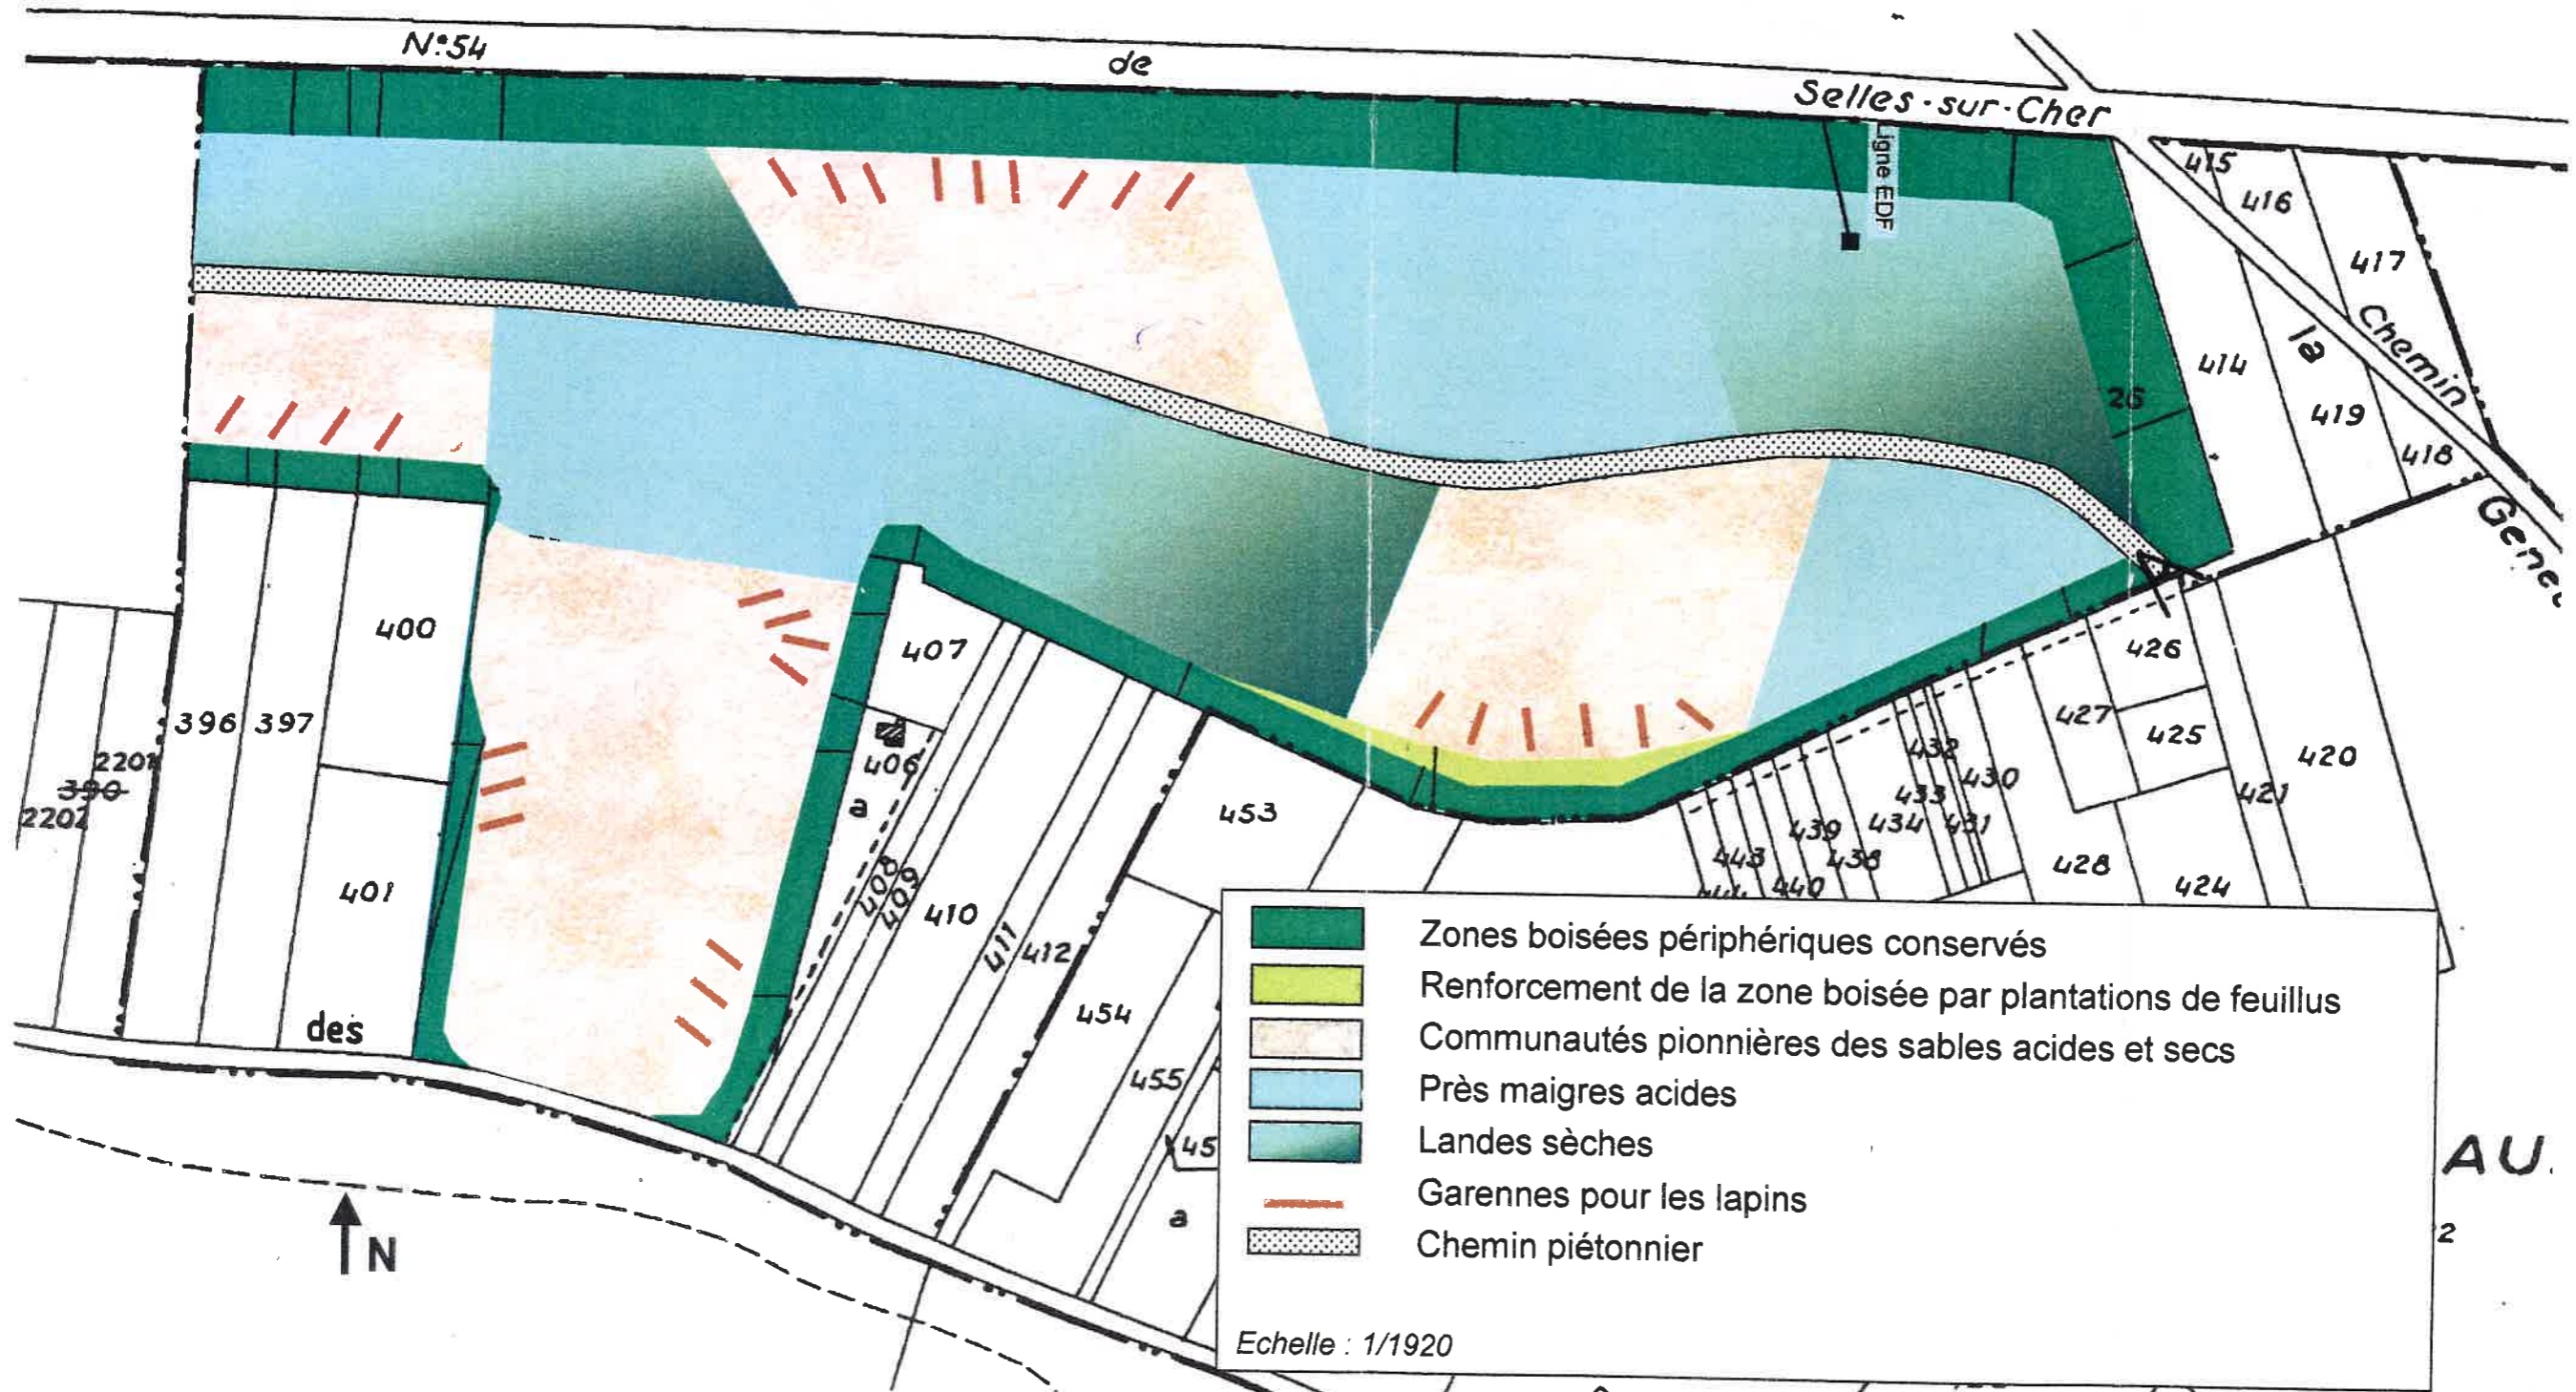 N°54
de
Selles-sur-Cher
Ligne EDF
415
416
417
Chemin
la
414
419
418
Genet
26
400
407
396
397
2201
390
2202
406
a
401
408
409
410
411
412
453
454
455
45
a
des
426
427
425
420
421
432
430
433
434
431
439
438
443
440
428
424
Zones boisées périphériques conservés
Renforcement de la zone boisée par plantations de feuillus
Communautés pionnières des sables acides et secs
Près maigres acides
Landes sèches
Garennes pour les lapins
Chemin piétonnier
Echelle : 1/1920
AU.
2
N